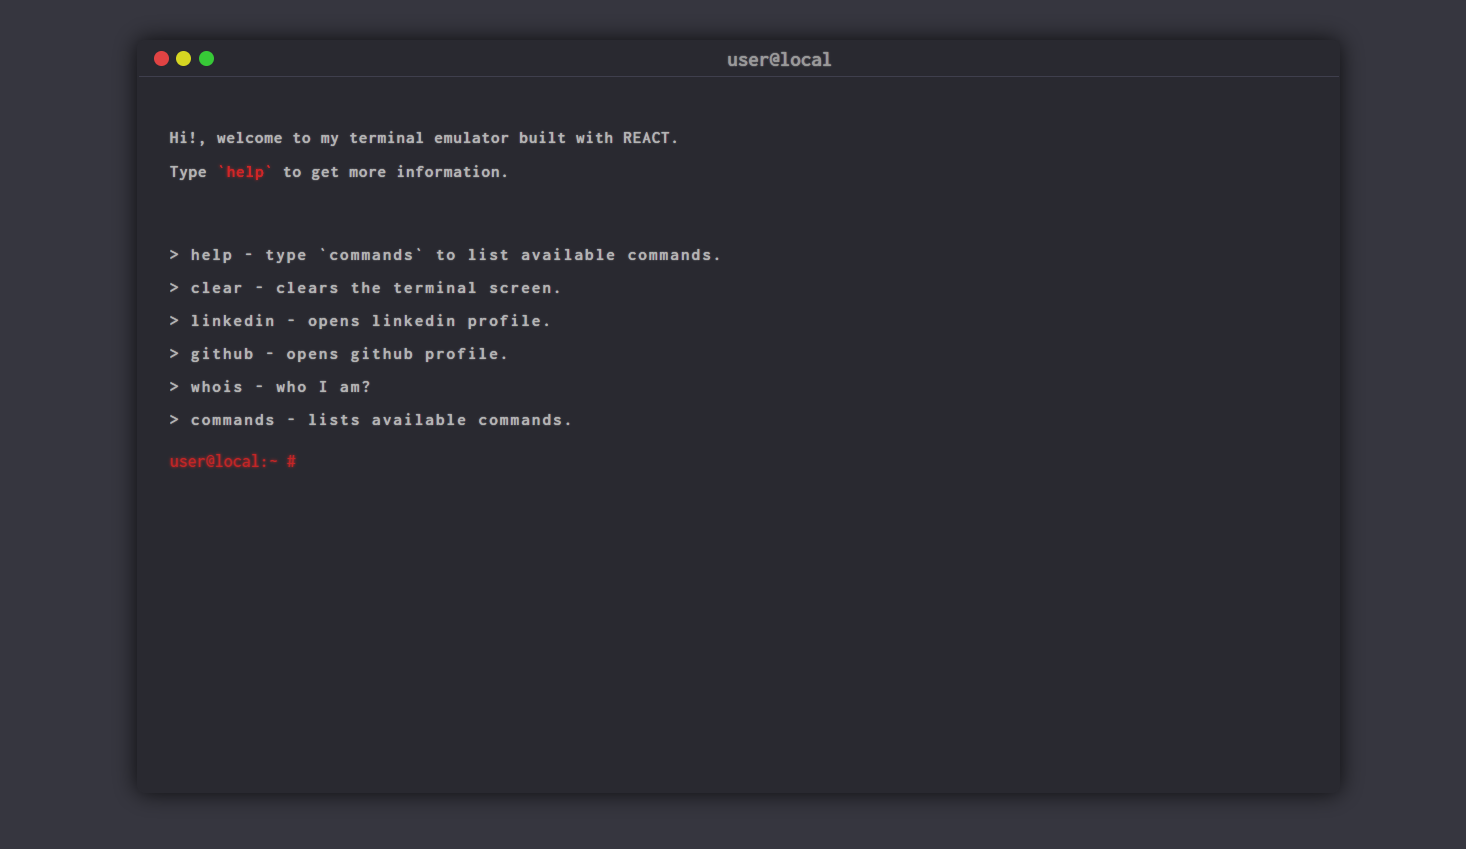 user@local
Hi!, welcome to my terminal emulator built with REACT.
Type `help` to get more information.
> help - type `commands` to list available commands.
> clear - clears the terminal screen.
> linkedin - opens linkedin profile.
> github - opens github profile.
> whois - who I am?
> commands - lists available commands.
user@local:~ #